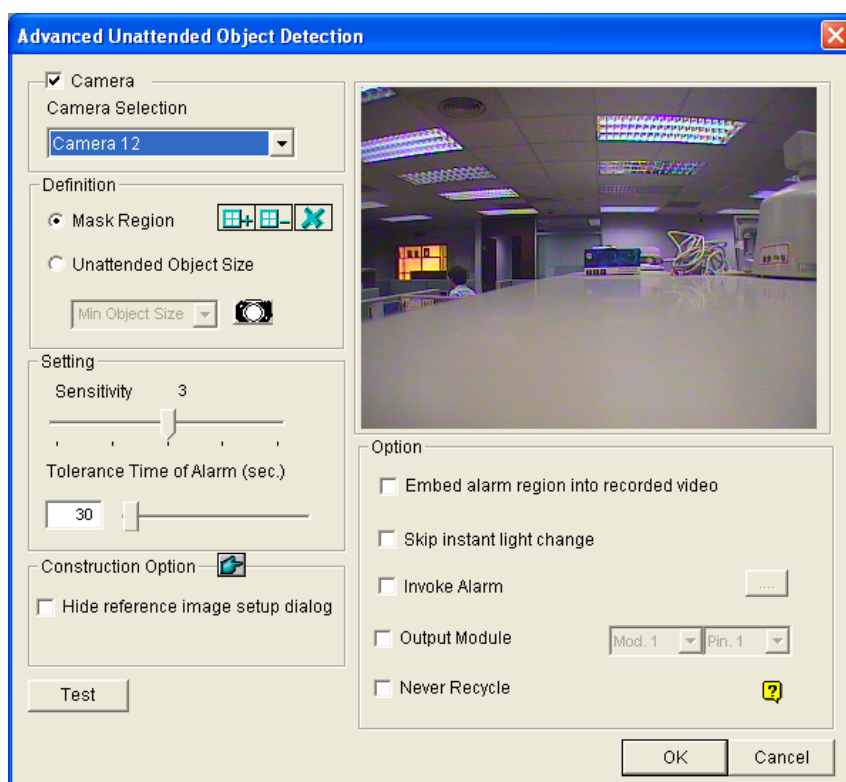 Advanced Unattended Object Detection
Camera
Camera Selection
Camera 12
Definition
Mask Region
Unattended Object Size
Min Object Size
Setting
Sensitivity 3
Tolerance Time of Alarm (sec.)
30
Construction Option
Hide reference image setup dialog
Test
Option
Embed alarm region into recorded video
Skip instant light change
Invoke Alarm ....
Output Module Mod. 1 Pin. 1
Never Recycle ?
OK Cancel